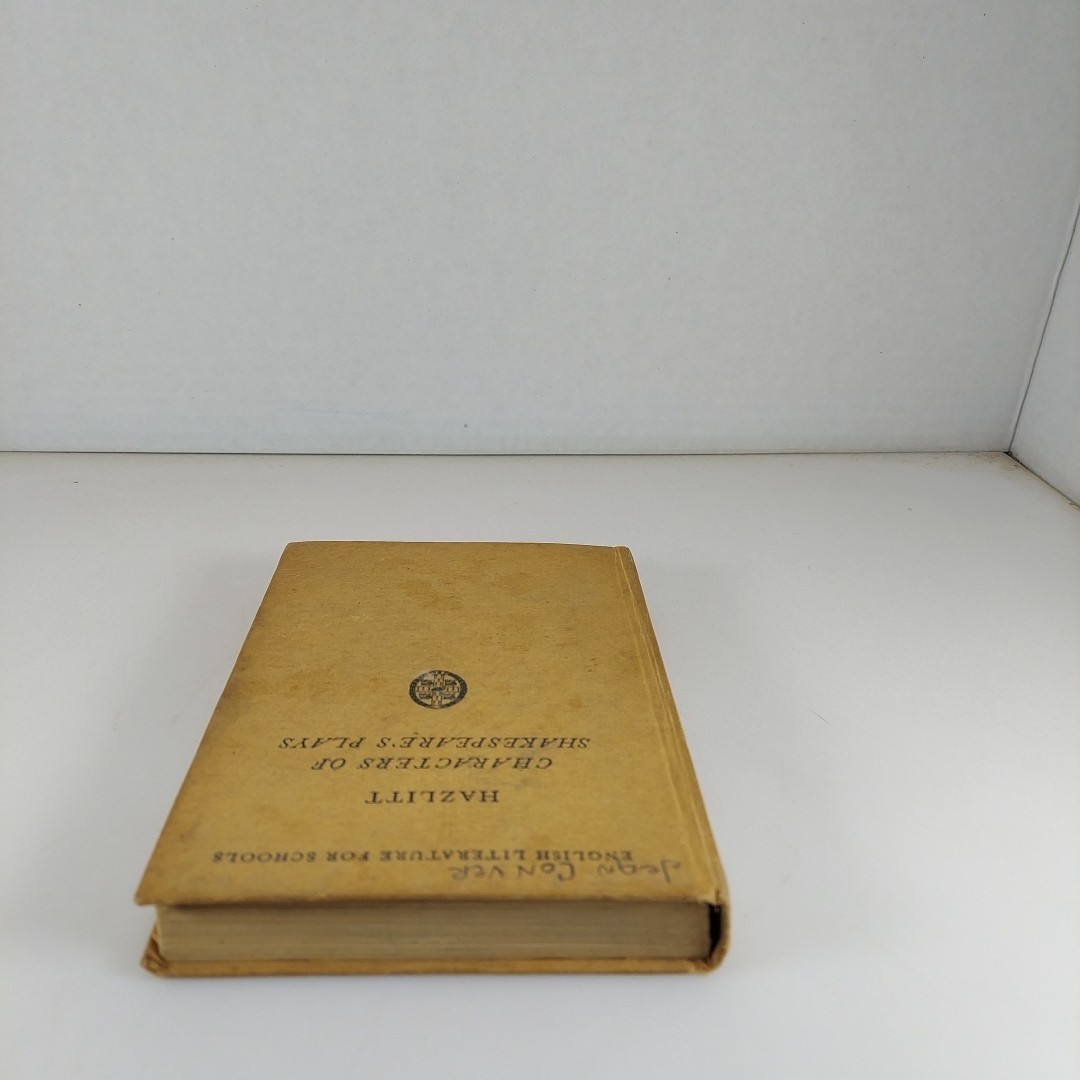 Jean Conver
ENGLISH LITERATURE FOR SCHOOLS
HAZLITT
CHARACTERS OF
SHAKESPEARE'S PLAYS